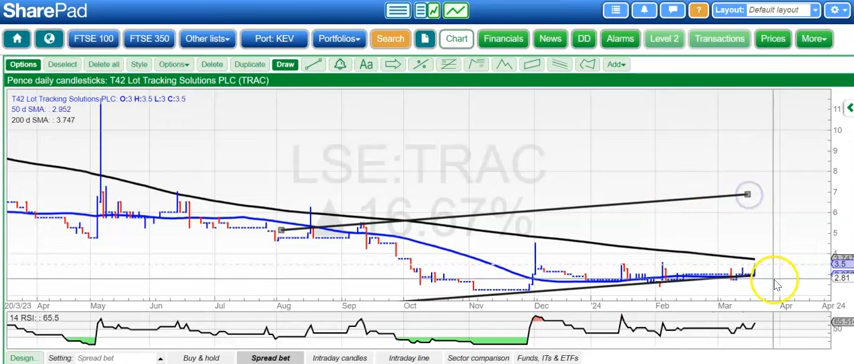 SharePad
Layout: Default layout
FTSE 100 FTSE 350 Other lists Port: KEV Portfolios Search Chart Financials News DD Alarms Level 2 Transactions Prices More
Options Deselect Delete all Style Options Delete Duplicate Draw Aa Add
Pence daily candlesticks: T42 Lot Tracking Solutions PLC (TRAC)
T42 Lot Tracking Solutions PLC. O:3 H:3.5 L:3 C:3.5
50 d SMA: : 2.952
200 d SMA: : 3.747
LSE:TRAC
▲ 16.67%
11
10
9
8
7
6
5
4
3.747
3.5
2.81
20/3/23 Apr May Jun Jul Aug Sep Oct Nov Dec '24 Feb Mar Apr Apr 24
14 RSI: : 65.5
50
Design... Setting: Spread bet Buy & hold Spread bet Intraday candles Intraday line Sector comparison Funds, ITs & ETFs